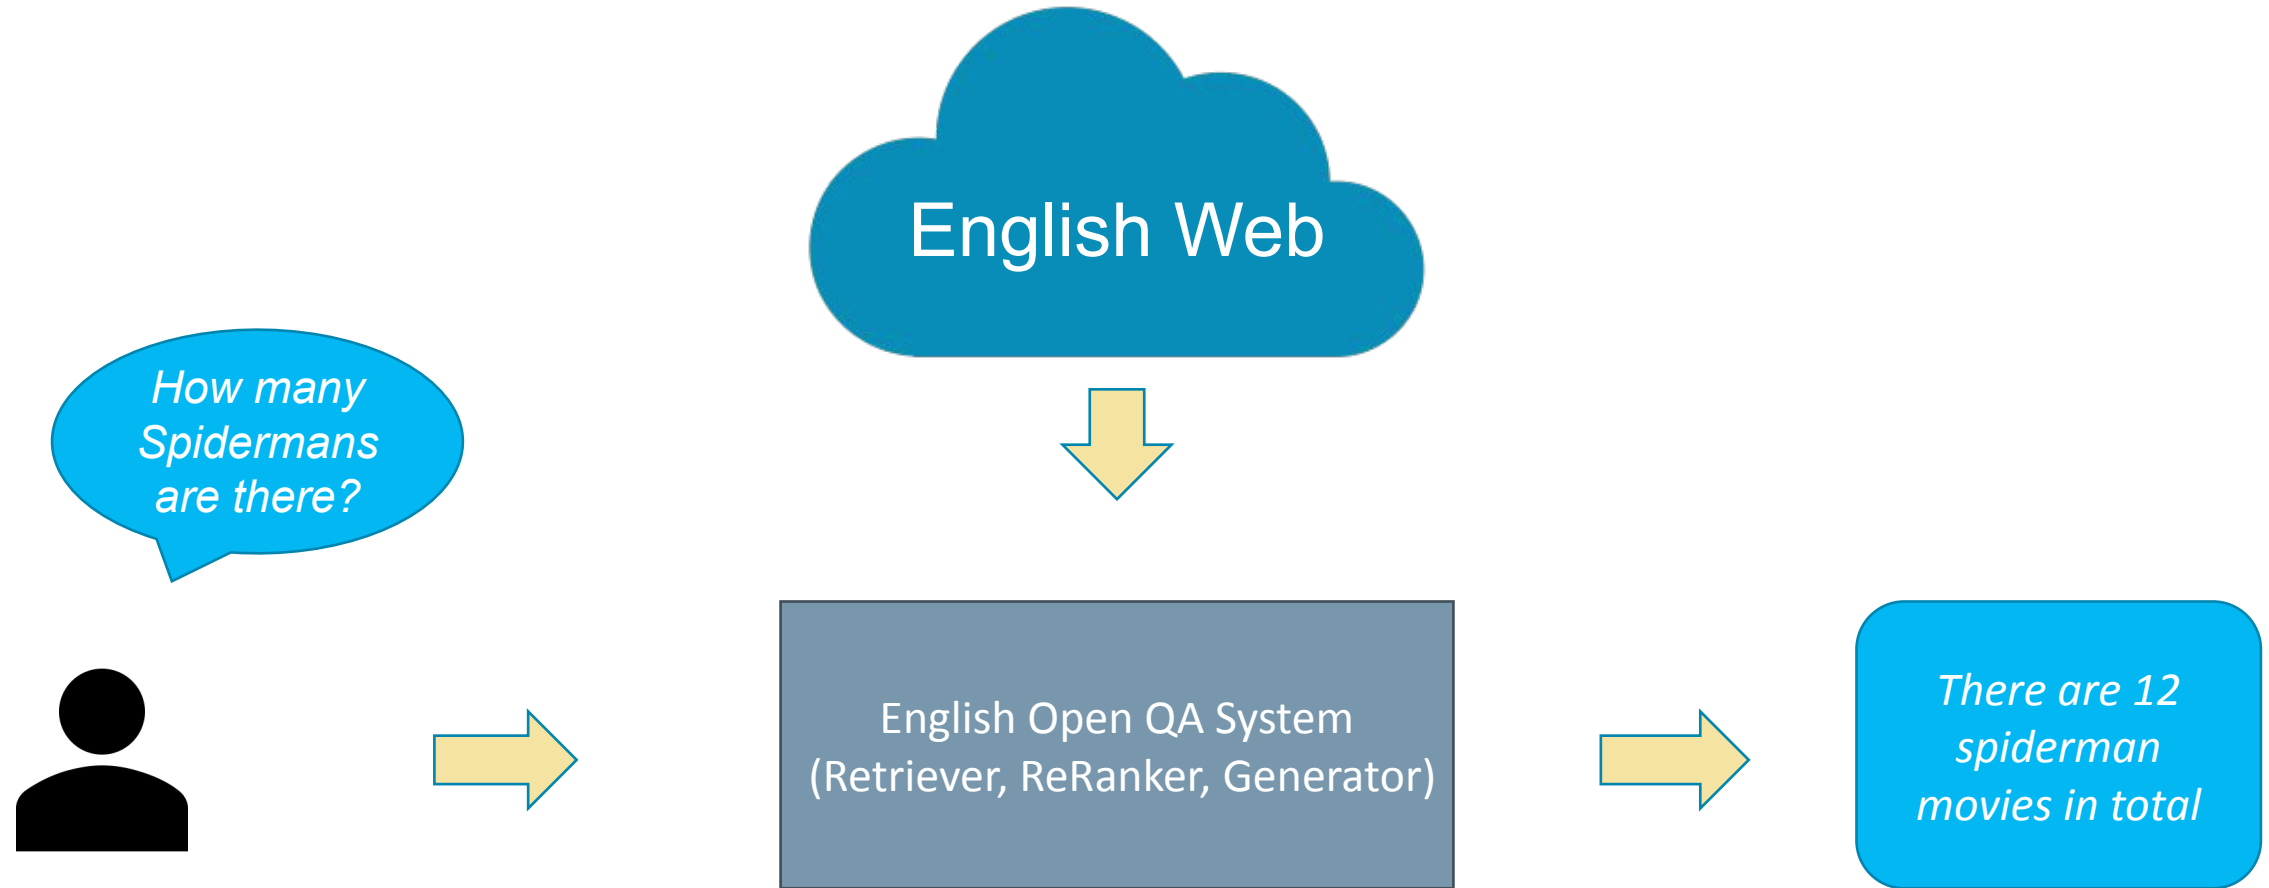 English Web
How many
Spidermans
are there?
English Open QA System
(Retriever, ReRanker, Generator)
There are 12
spiderman
movies in total